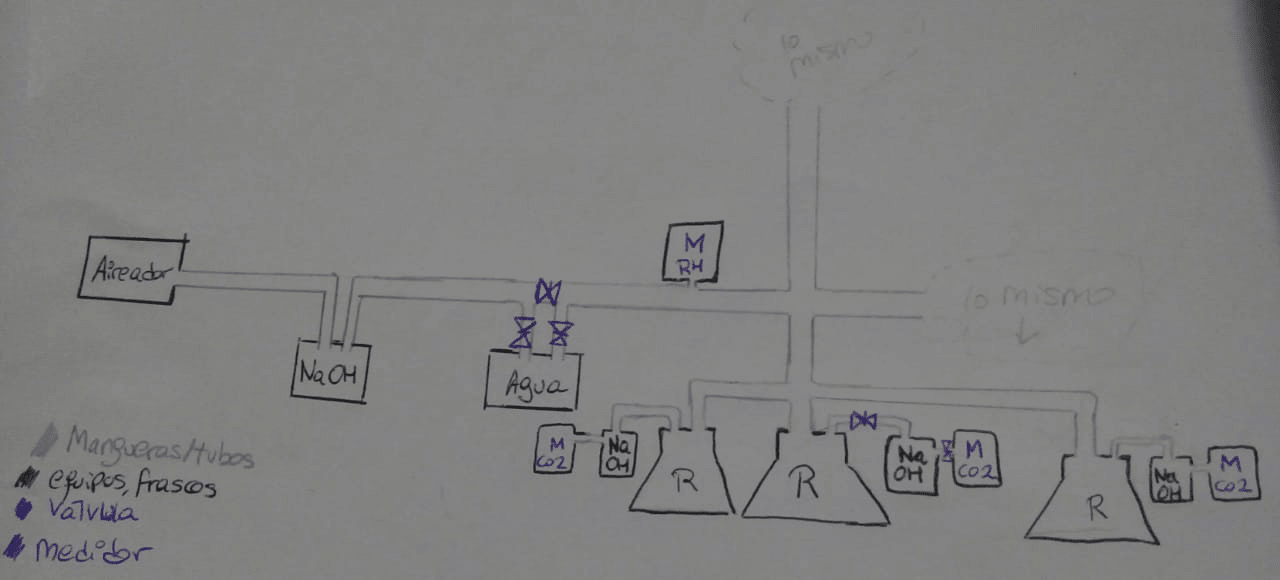 lo
mismo
Aireador
M
RH
lo mismo
NaOH
Agua
M
CO2
Na
OH
R
R
Na
OH
M
CO2
R
Na
OH
M
CO2
Mangueras/tubos
equipos, frascos
Válvula
medidor